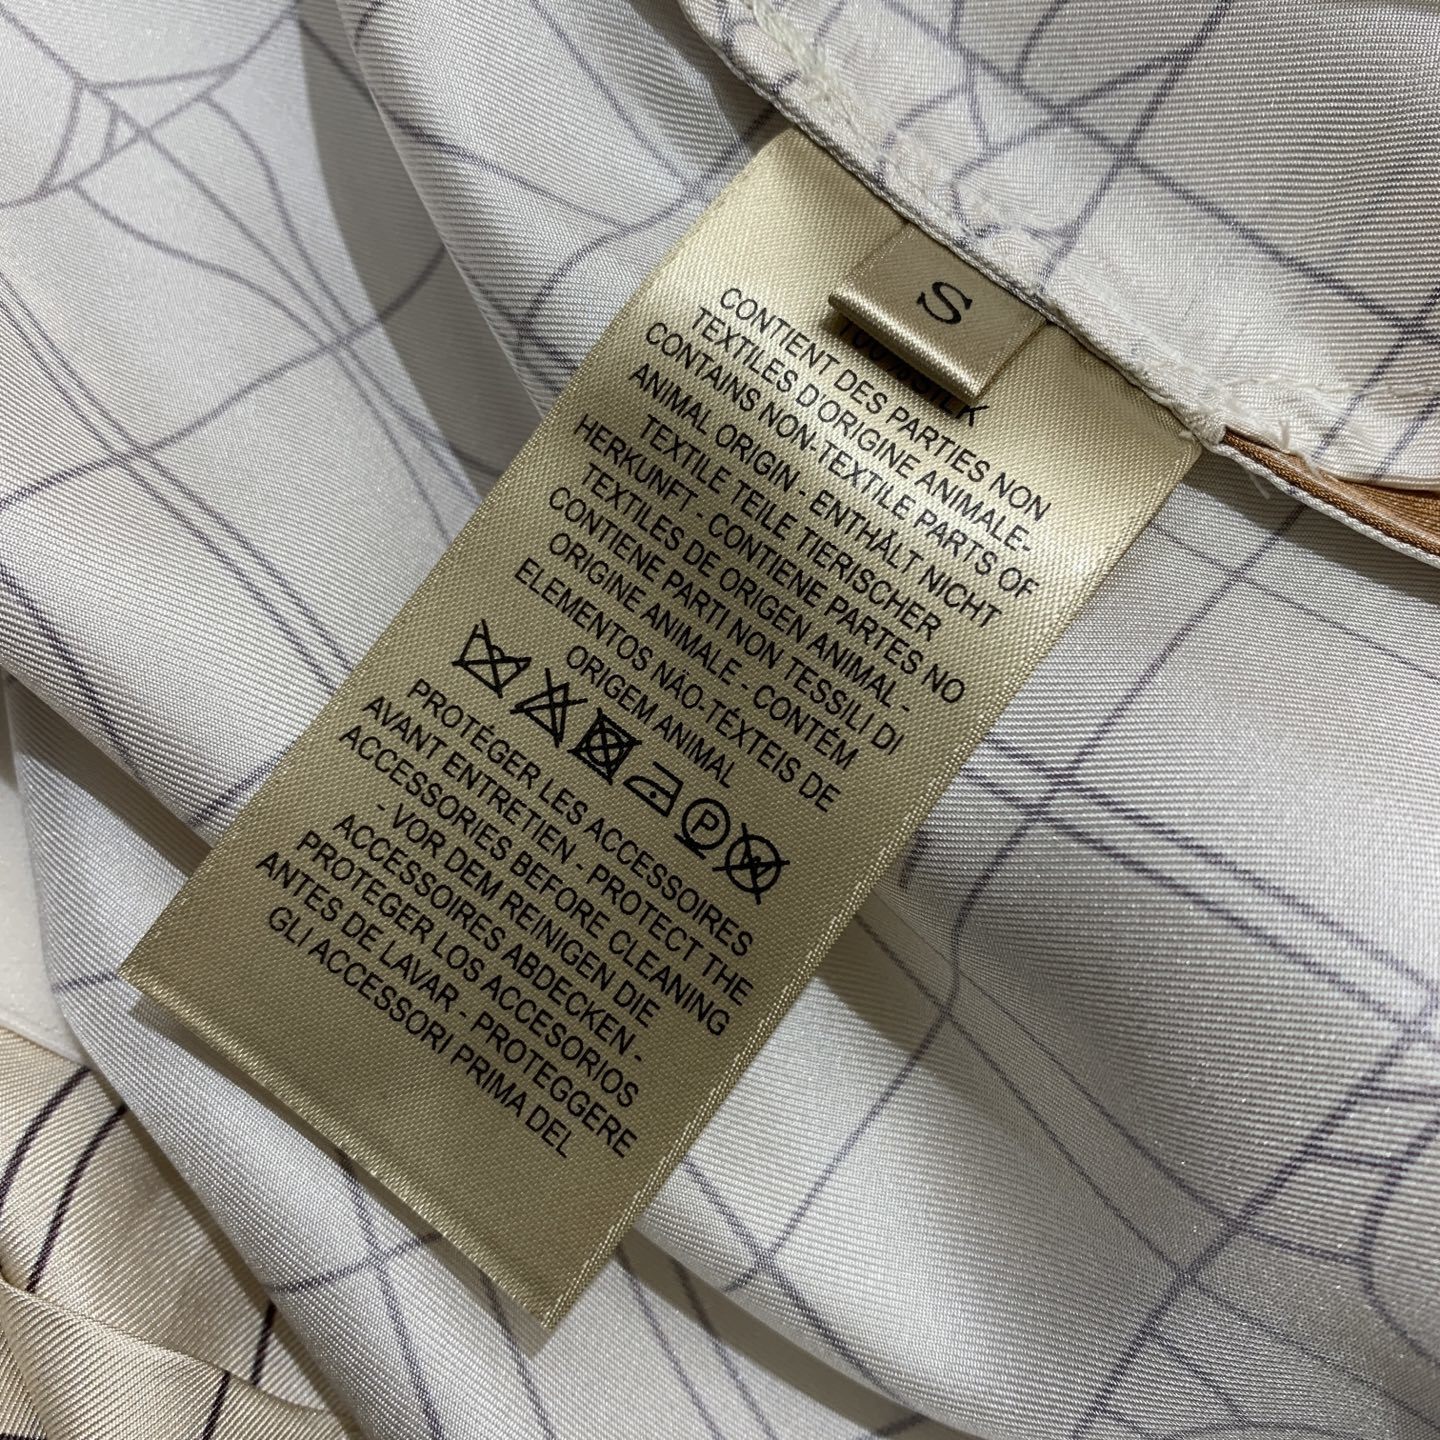 S
100%SILK
CONTIENT DES PARTIES NON
TEXTILES D'ORIGINE ANIMALE-
CONTAINS NON-TEXTILE PARTS OF
ANIMAL ORIGIN - ENTHÄLT NICHT
TEXTILE TEILE TIERISCHER
HERKUNFT - CONTIENE PARTES NO
TEXTILES DE ORIGEN ANIMAL -
CONTIENE PARTI NON TESSILI DI
ORIGINE ANIMALE - CONTÉM
ELEMENTOS NÃO-TÉXTEIS DE
ORIGEM ANIMAL
P W
PROTÉGER LES ACCESSOIRES
AVANT ENTRETIEN - PROTECT THE
ACCESSORIES BEFORE CLEANING
- VOR DEM REINIGEN DIE
ACCESSOIRES ABDECKEN -
PROTEGER LOS ACCESORIOS
ANTES DE LAVAR - PROTEGGERE
GLI ACCESSORI PRIMA DEL